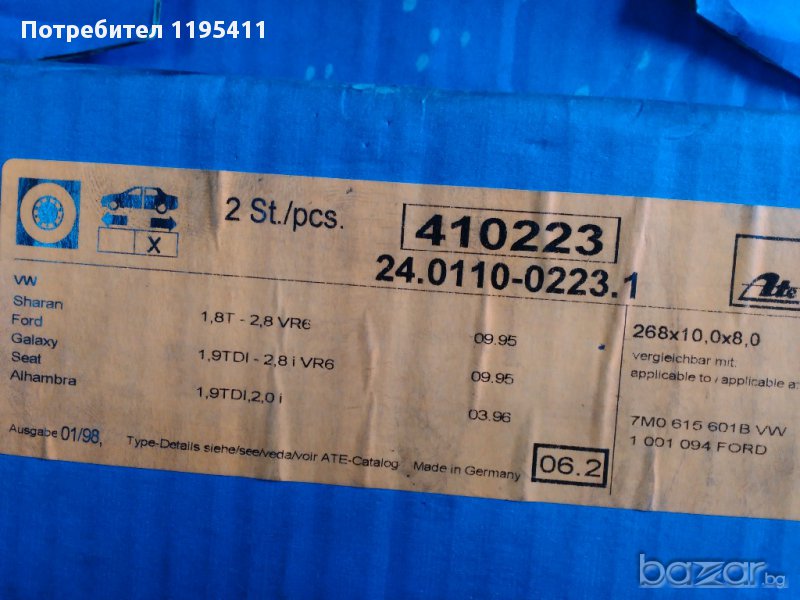 Потребител 1195411
2 St./pcs.
410223
24.0110-0223.1
X
Ate
VW
Sharan 1,8T - 2,8 VR6 09.95
Ford
Galaxy 1,9TDI - 2,8 i VR6 09.95
Seat
Alhambra 1,9TDI,2,0 i 03.96
268x10,0x8,0
vergleichbar mit.
applicable to / applicable a:
7M0 615 601B VW
1 001 094 FORD
Ausgabe 01/98, Type-Details siehe/see/veda/voir ATE-Catalog Made in Germany 06.2
bazar.bg